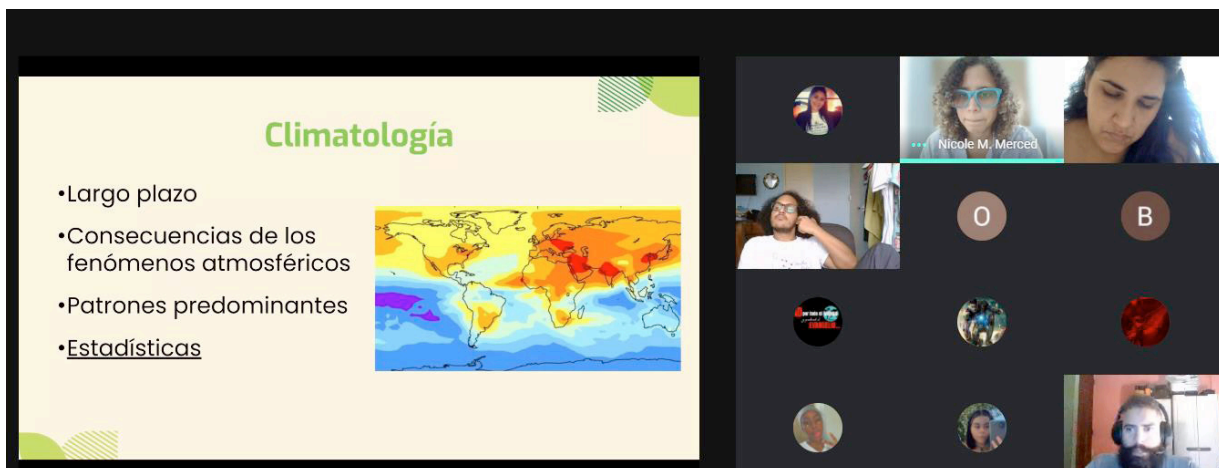 Climatología
•Largo plazo
•Consecuencias de los
fenómenos atmosféricos
•Patrones predominantes
•Estadísticas
Nicole M. Merced
O
B